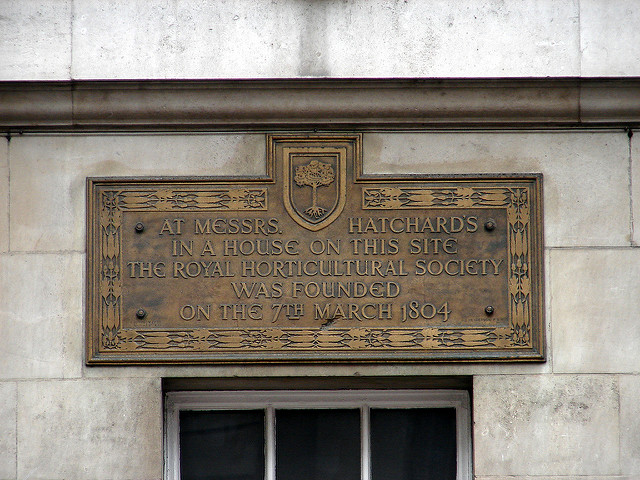 AT MESSRS. HATCHARD'S
IN A HOUSE ON THIS SITE
THE ROYAL HORTICULTURAL SOCIETY
WAS FOUNDED
ON THE 7TH MARCH 1804